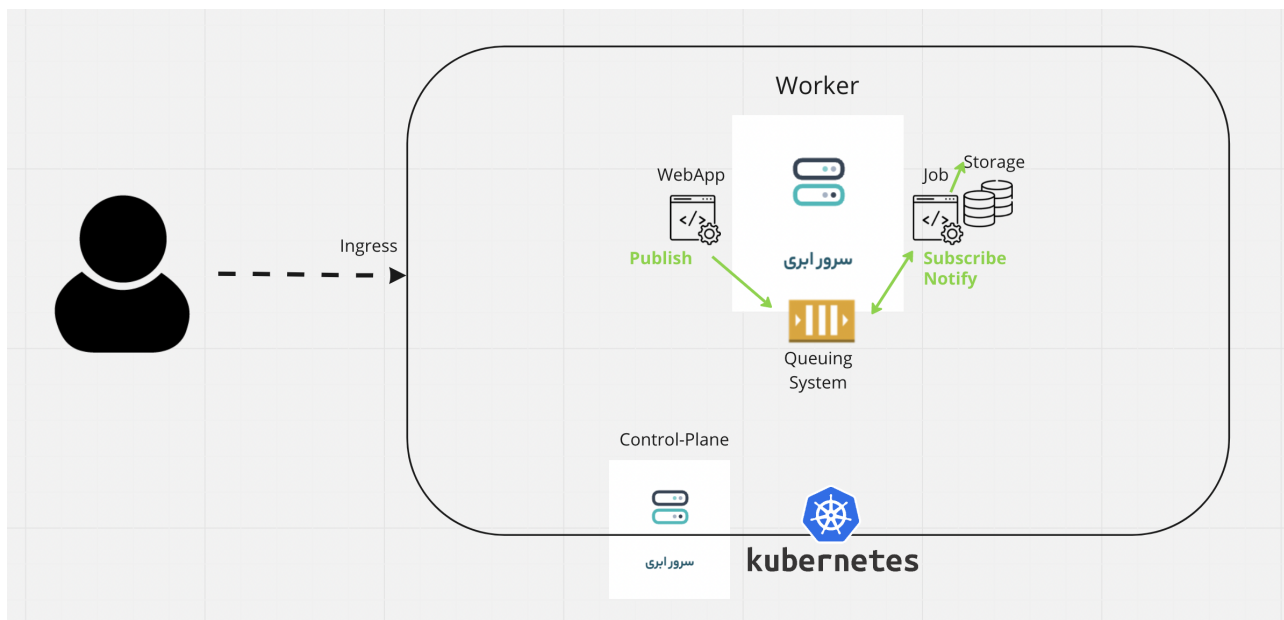 Worker
Storage
WebApp
Job
Ingress
Publish
سرور ابری
Subscribe
Notify
Queuing
System
Control-Plane
سرور ابری
kubernetes